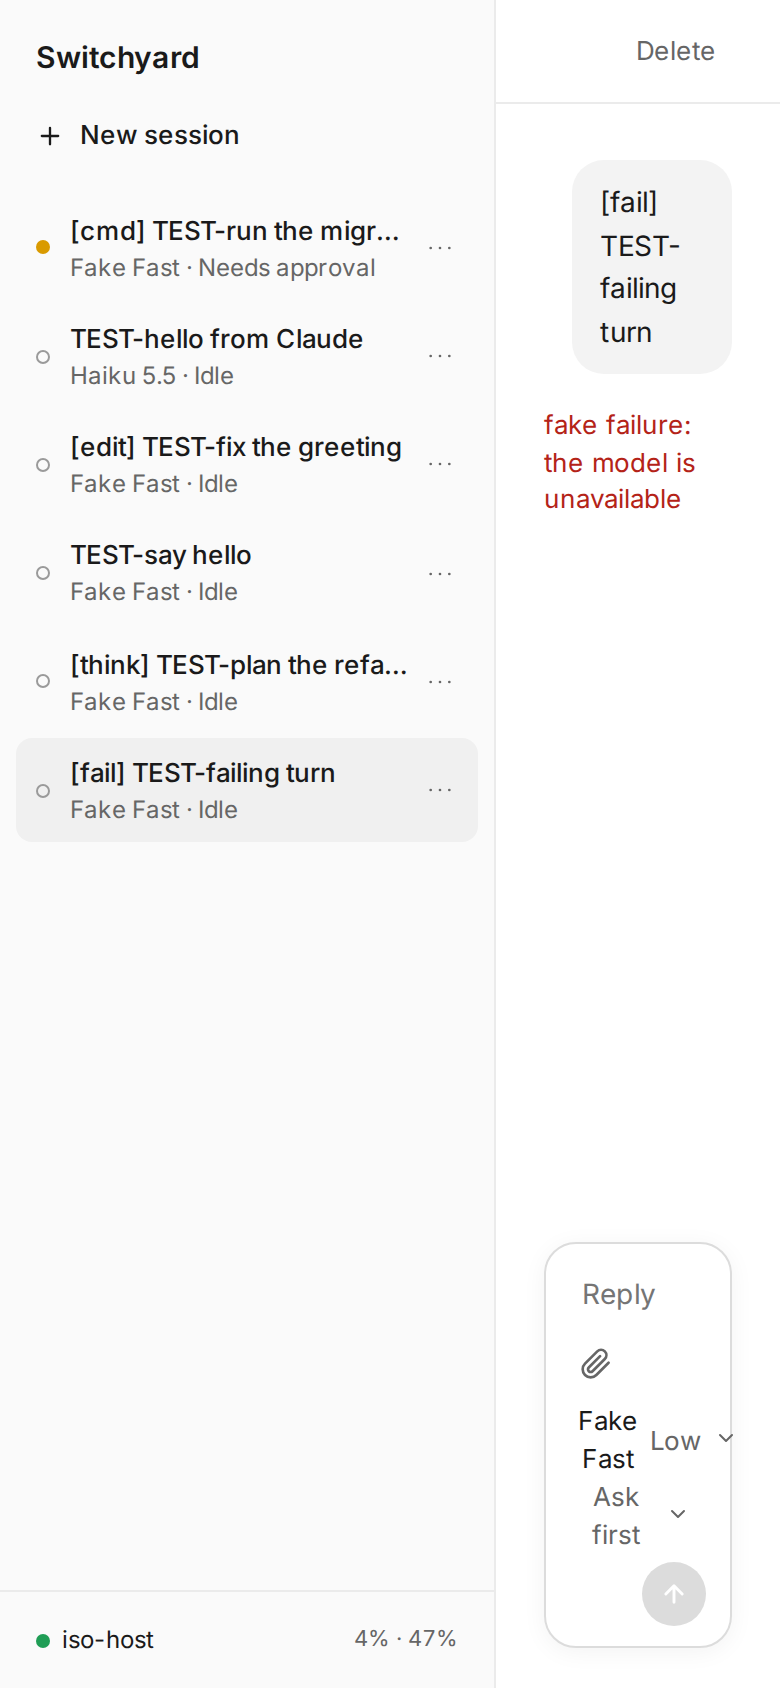 Switchyard
New session
[cmd] TEST-run the migr...
Fake Fast · Needs approval
TEST-hello from Claude
Haiku 5.5 · Idle
[edit] TEST-fix the greeting
Fake Fast · Idle
TEST-say hello
Fake Fast · Idle
[think] TEST-plan the refa...
Fake Fast · Idle
[fail] TEST-failing turn
Fake Fast · Idle
iso-host
4% · 47%
Delete
[fail]
TEST-
failing
turn
fake failure:
the model is
unavailable
Reply
Fake
Fast
Low
Ask
first